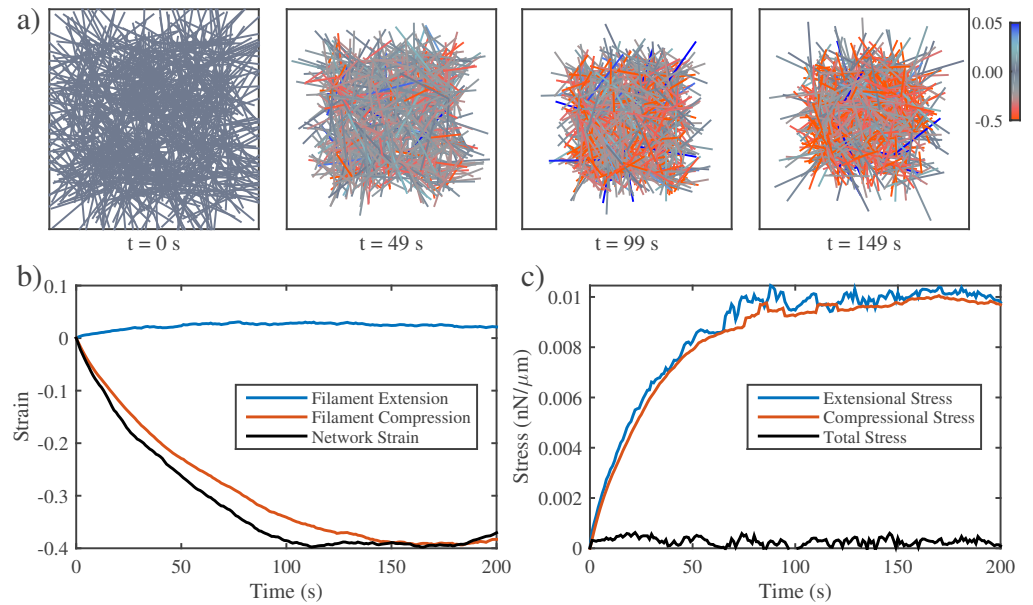 a)
0.05
0.00
-0.5
t = 0 s
t = 49 s
t = 99 s
t = 149 s
b)
0.1
0
-0.1
-0.2
-0.3
-0.4
Strain
Filament Extension
Filament Compression
Network Strain
0
50
100
150
200
Time (s)
c)
0.01
0.008
0.006
0.004
0.002
0
Stress (nN/μm)
Extensional Stress
Compressional Stress
Total Stress
0
50
100
150
200
Time (s)